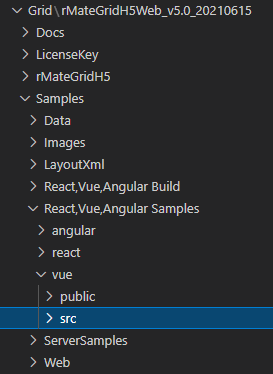 Grid \ rMateGridH5Web_v5.0_20210615
Docs
LicenseKey
rMateGridH5
Samples
Data
Images
LayoutXml
React,Vue,Angular Build
React,Vue,Angular Samples
angular
react
vue
public
src
ServerSamples
Web